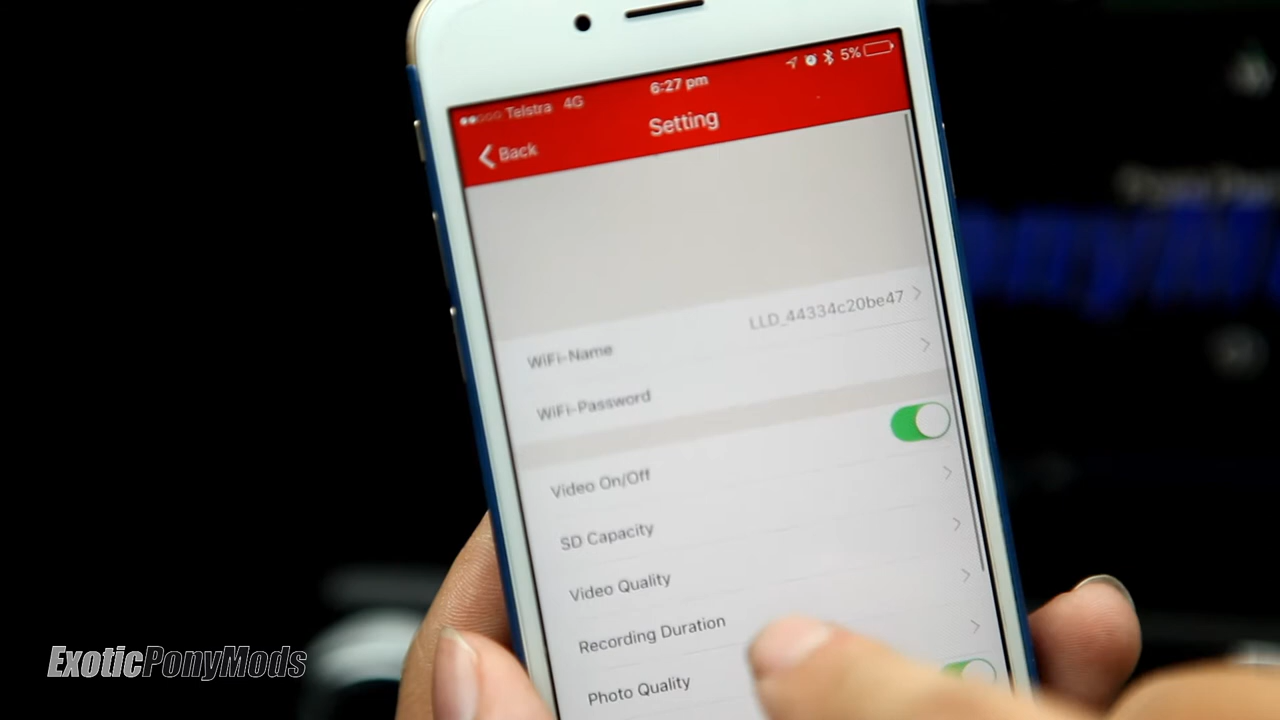 Telstra 4G 6:27 pm 5%
Back Setting
WiFi-Name LLD_44334c20be47
WiFi-Password
Video On/Off
SD Capacity
Video Quality
Recording Duration
Photo Quality
ExoticPonyMods